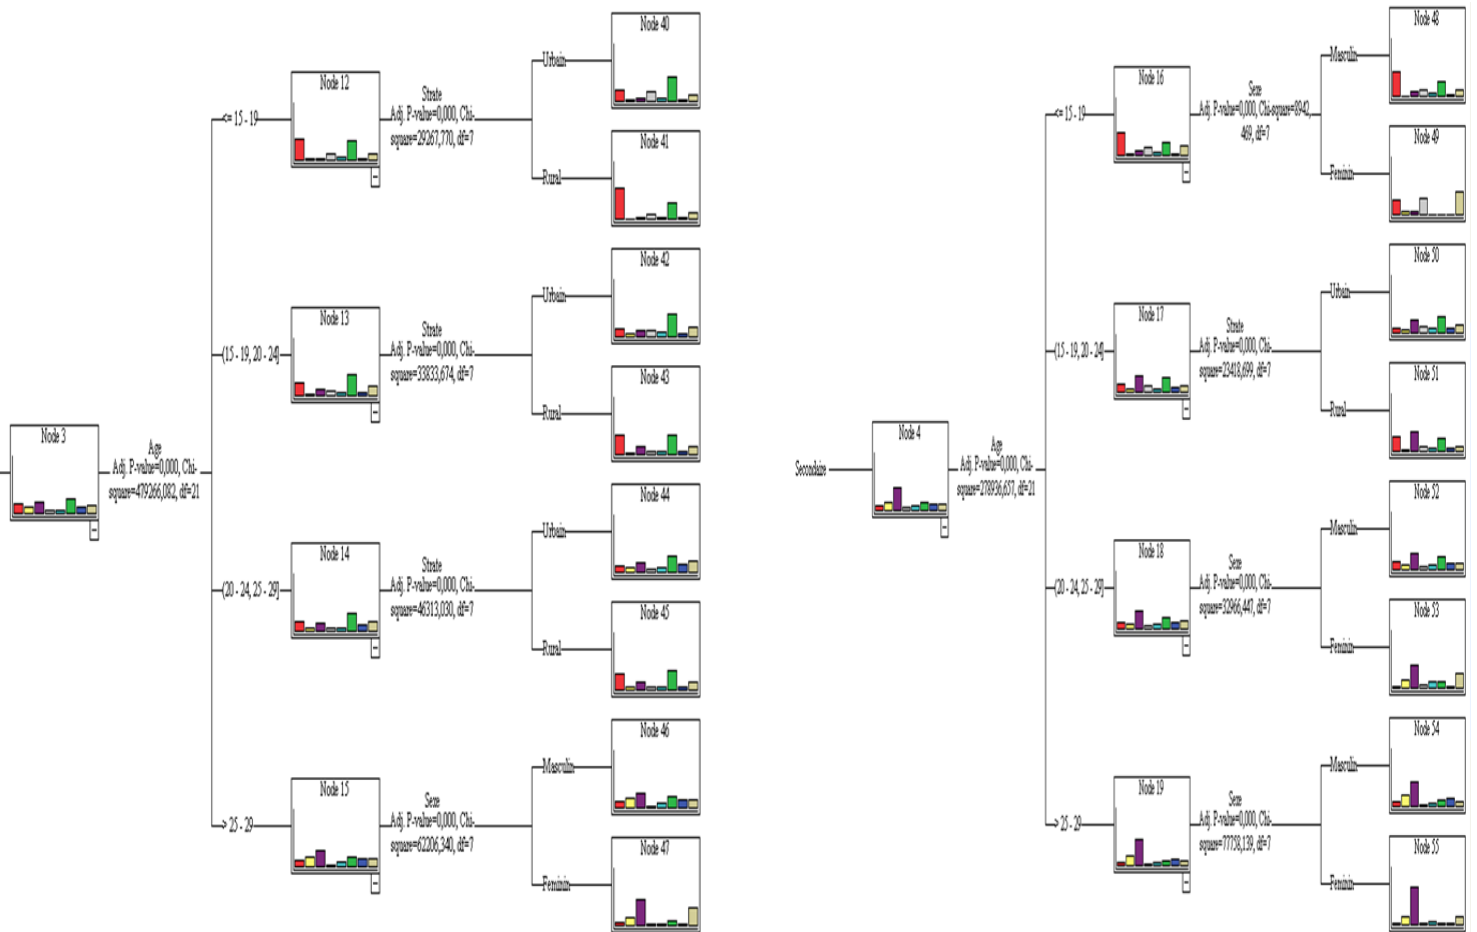 Node 3
Age
Adj. P-value=0,000, Chi-
square=479266,082, df=21
<= 15 - 19
Node 12
Strate
Adj. P-value=0,000, Chi-
square=29267,770, df=7
Urbain
Node 40
Rural
Node 41
(15 - 19, 20 - 24]
Node 13
Strate
Adj. P-value=0,000, Chi-
square=33833,674, df=7
Urbain
Node 42
Rural
Node 43
(20 - 24, 25 - 29]
Node 14
Strate
Adj. P-value=0,000, Chi-
square=46313,030, df=7
Urbain
Node 44
Rural
Node 45
> 25 - 29
Node 15
Sexe
Adj. P-value=0,000, Chi-
square=62206,340, df=7
Masculin
Node 46
Feminin
Node 47
Secondaire
Node 4
Age
Adj. P-value=0,000, Chi-
square=278936,657, df=21
<= 15 - 19
Node 16
Sexe
Adj. P-value=0,000, Chi-square=8942,
469, df=7
Masculin
Node 48
Feminin
Node 49
(15 - 19, 20 - 24]
Node 17
Strate
Adj. P-value=0,000, Chi-
square=23418,699, df=7
Urbain
Node 50
Rural
Node 51
(20 - 24, 25 - 29]
Node 18
Sexe
Adj. P-value=0,000, Chi-
square=32966,447, df=7
Masculin
Node 52
Feminin
Node 53
> 25 - 29
Node 19
Sexe
Adj. P-value=0,000, Chi-
square=77758,139, df=7
Masculin
Node 54
Feminin
Node 55